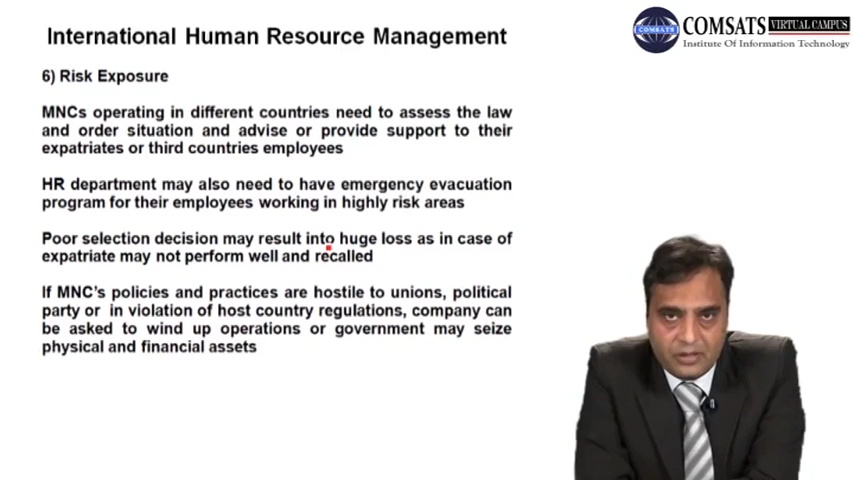 International Human Resource Management
COMSATS
COMSATS VIRTUAL CAMPUS
Institute Of Information Technology
6) Risk Exposure
MNCs operating in different countries need to assess the law
and order situation and advise or provide support to their
expatriates or third countries employees
HR department may also need to have emergency evacuation
program for their employees working in highly risk areas
Poor selection decision may result into huge loss as in case of
expatriate may not perform well and recalled
If MNC's policies and practices are hostile to unions, political
party or in violation of host country regulations, company can
be asked to wind up operations or government may seize
physical and financial assets